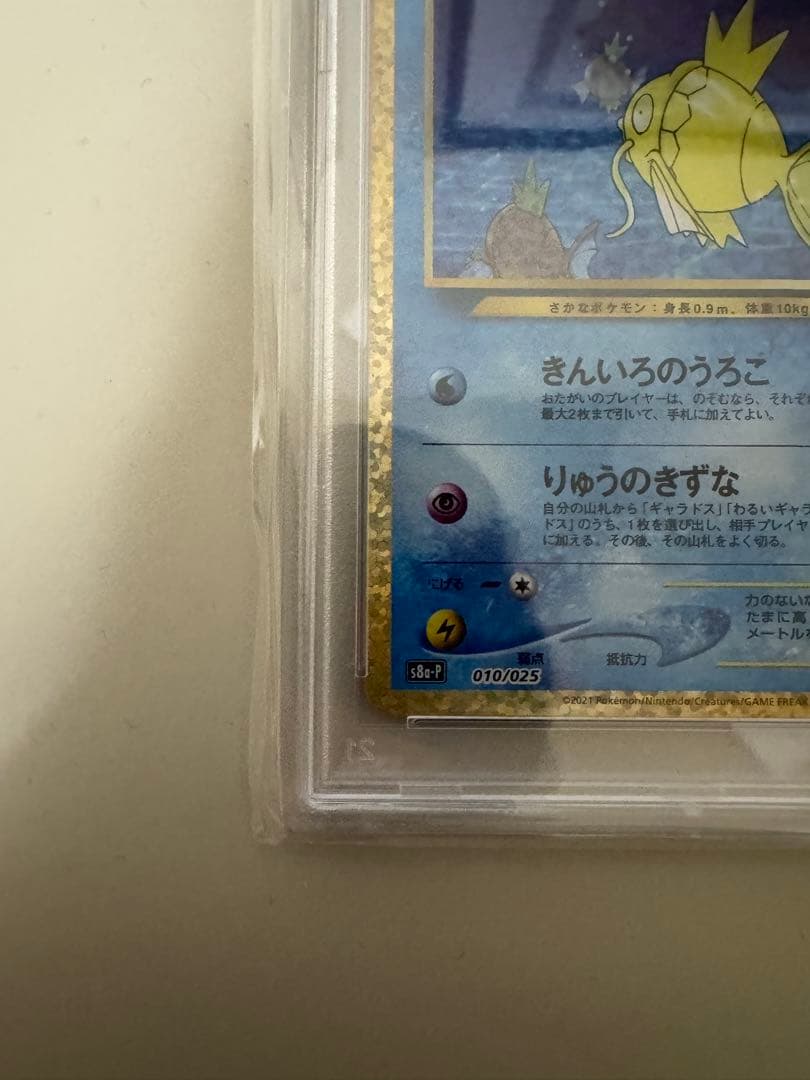 さかなポケモン：身長0.9m、体重10kg
きんいろのうろこ
おたがいのプレイヤーは、のぞむなら、それぞれ
最大2枚まで引いて、手札に加えてよい。
りゅうのきずな
自分の山札から「ギャラドス」「わるいギャラ
ドス」のうち、1枚を選び出し、相手プレイヤ
に加える。その後、その山札をよく切る。
にげる
力のないな
たまに高
メートルな
弱点
抵抗力
s8a-P
010/025
©2021 Pokémon/Nintendo/Creatures/GAME FREAK
21